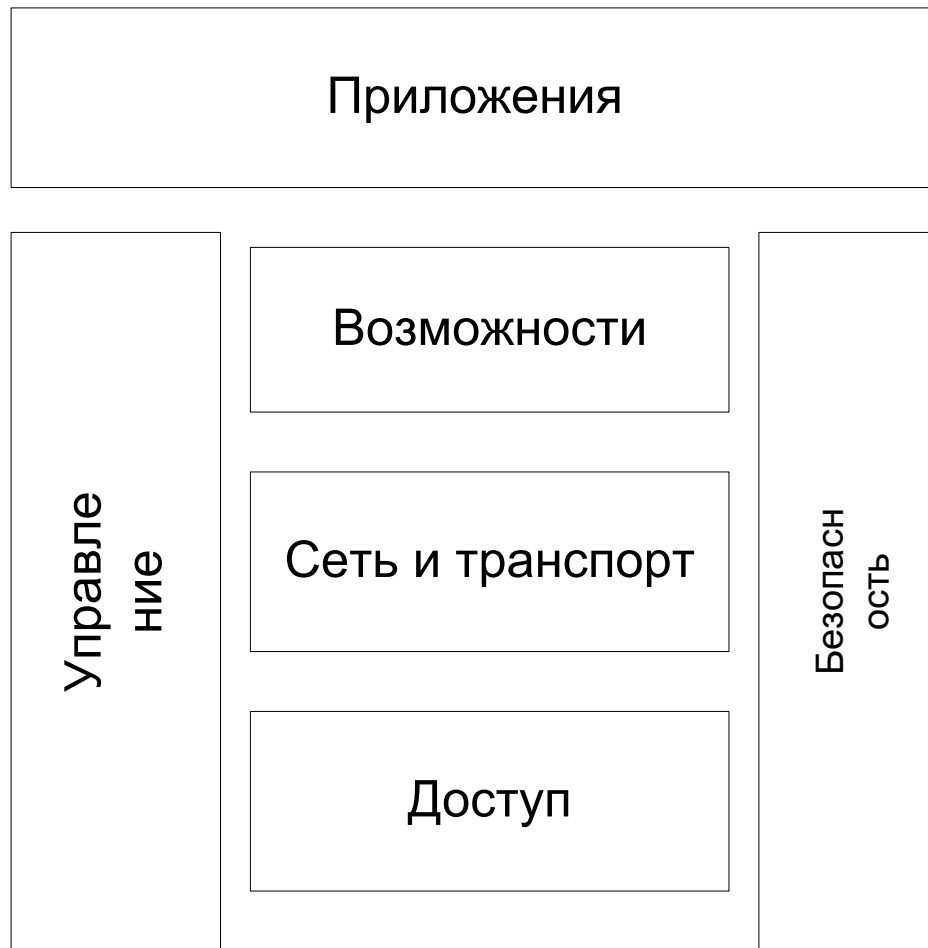 Приложения
Возможности
Управле
ние
Сеть и транспорт
Безопасн
ость
Доступ